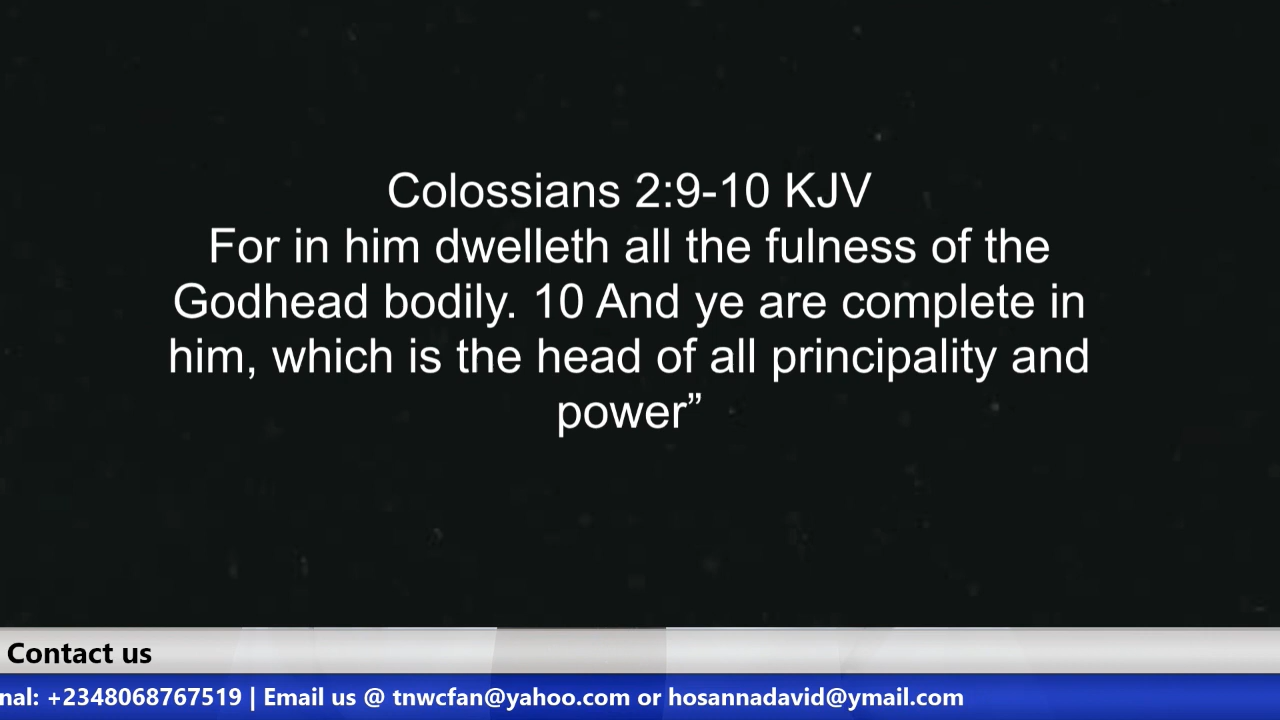 Colossians 2:9-10 KJV
For in him dwelleth all the fulness of the
Godhead bodily. 10 And ye are complete in
him, which is the head of all principality and
power”
Contact us
nal: +2348068767519 | Email us @ tnwcfan@yahoo.com or hosannadavid@ymail.com